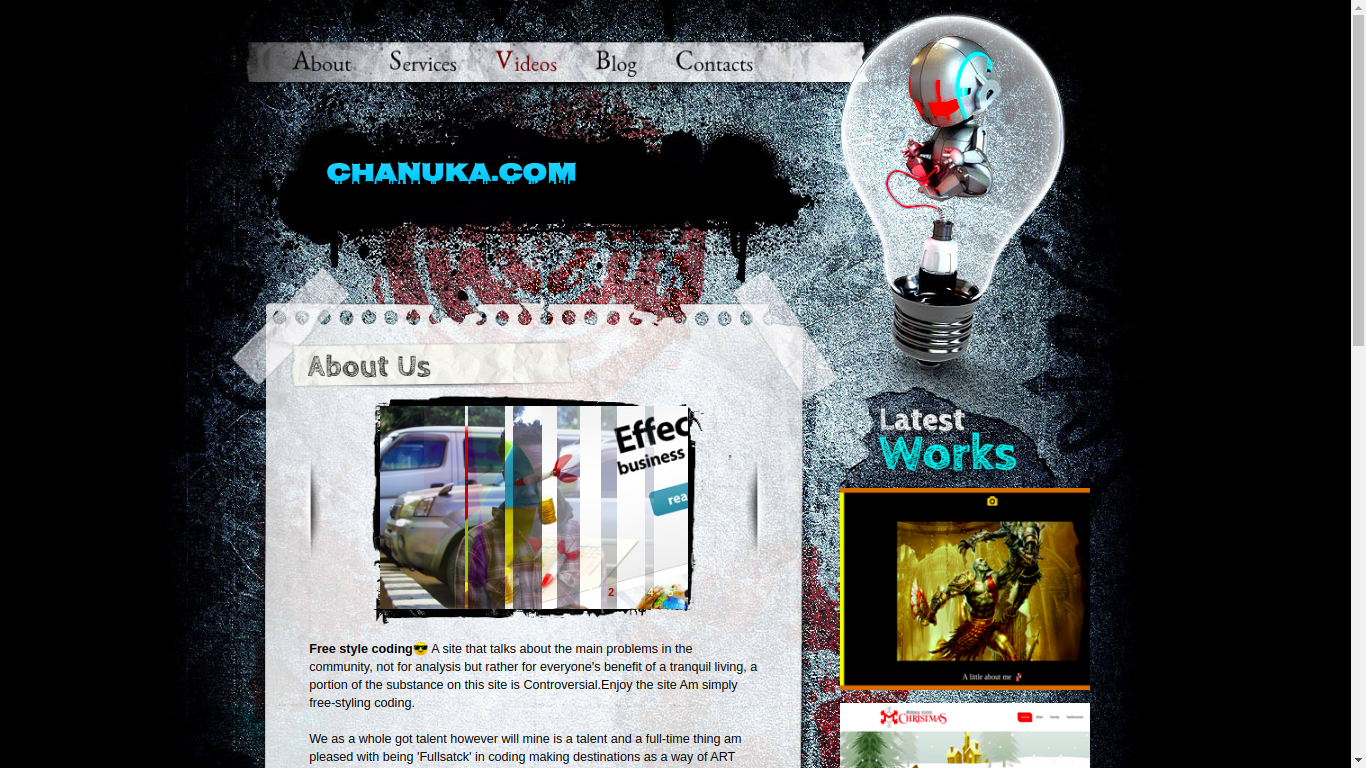 About Services Videos Blog Contacts
CHANUKA.COM
About Us
Effec
business
rea
2
Latest
Works
A little about me
Free style coding😎 A site that talks about the main problems in the
community, not for analysis but rather for everyone's benefit of a tranquil living, a
portion of the substance on this site is Controversial.Enjoy the site Am simply
free-styling coding.
We as a whole got talent however will mine is a talent and a full-time thing am
pleased with being 'Fullsatck' in coding making destinations as a way of ART
CHRISTMAS